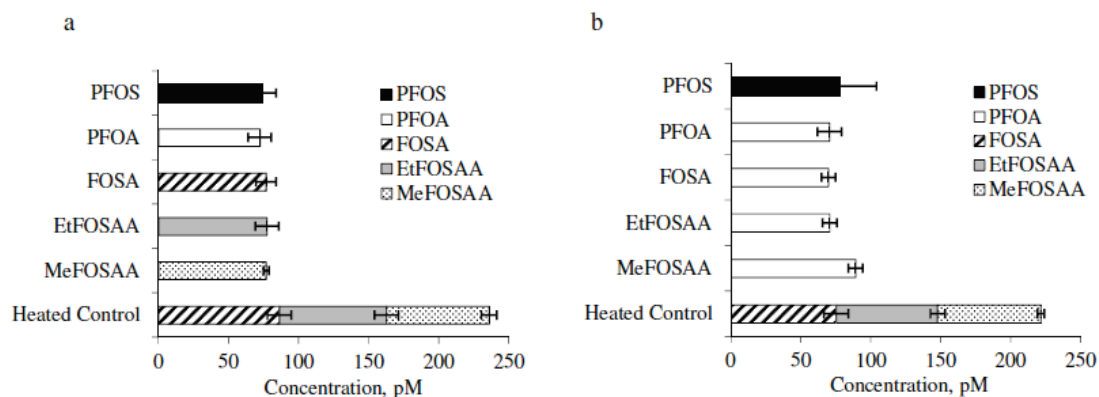 a
PFOS
PFOA
FOSA
EtFOSAA
MeFOSAA
Heated Control
PFOS
PFOA
FOSA
EtFOSAA
MeFOSAA
0 50 100 150 200 250
Concentration, pM
b
PFOS
PFOA
FOSA
EtFOSAA
MeFOSAA
Heated Control
PFOS
PFOA
FOSA
EtFOSAA
MeFOSAA
0 50 100 150 200 250
Concentration, pM